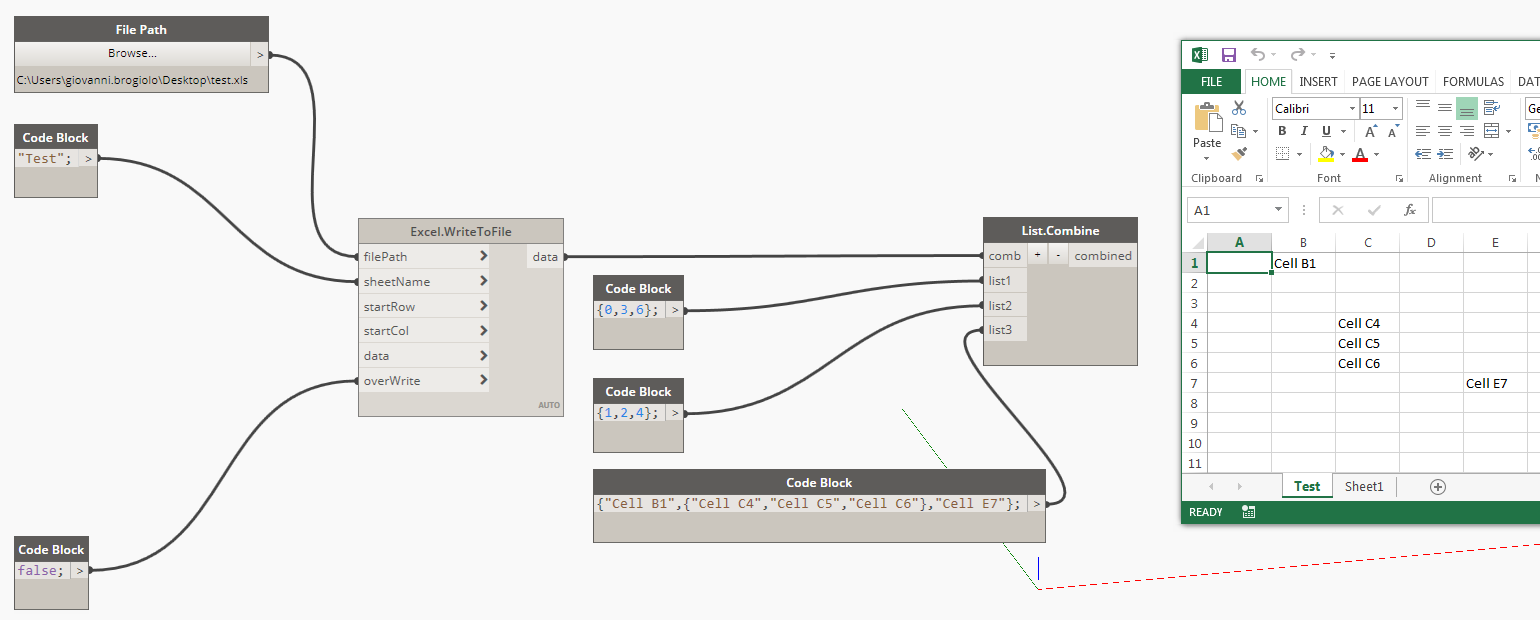 File Path
Browse...
>
C:\Users\giovanni.brogiolo\Desktop\test.xls
Code Block
"Test"; >
Excel.WriteToFile
filePath
data
sheetName
startRow
startCol
data
overWrite
AUTO
Code Block
false; >
Code Block
{0,3,6}; >
Code Block
{1,2,4}; >
Code Block
{"Cell B1",{"Cell C4","Cell C5","Cell C6"},"Cell E7"}; >
List.Combine
comb + - combined
list1
list2
list3
FILE HOME INSERT PAGE LAYOUT FORMULAS DAT
Calibri 11 Ge
Paste
B I U A A
A
Clipboard Font Alignment
A1 fx
A B C D E
1 Cell B1
2
3
4 Cell C4
5 Cell C5
6 Cell C6
7 Cell E7
8
9
10
11
Test Sheet1
READY